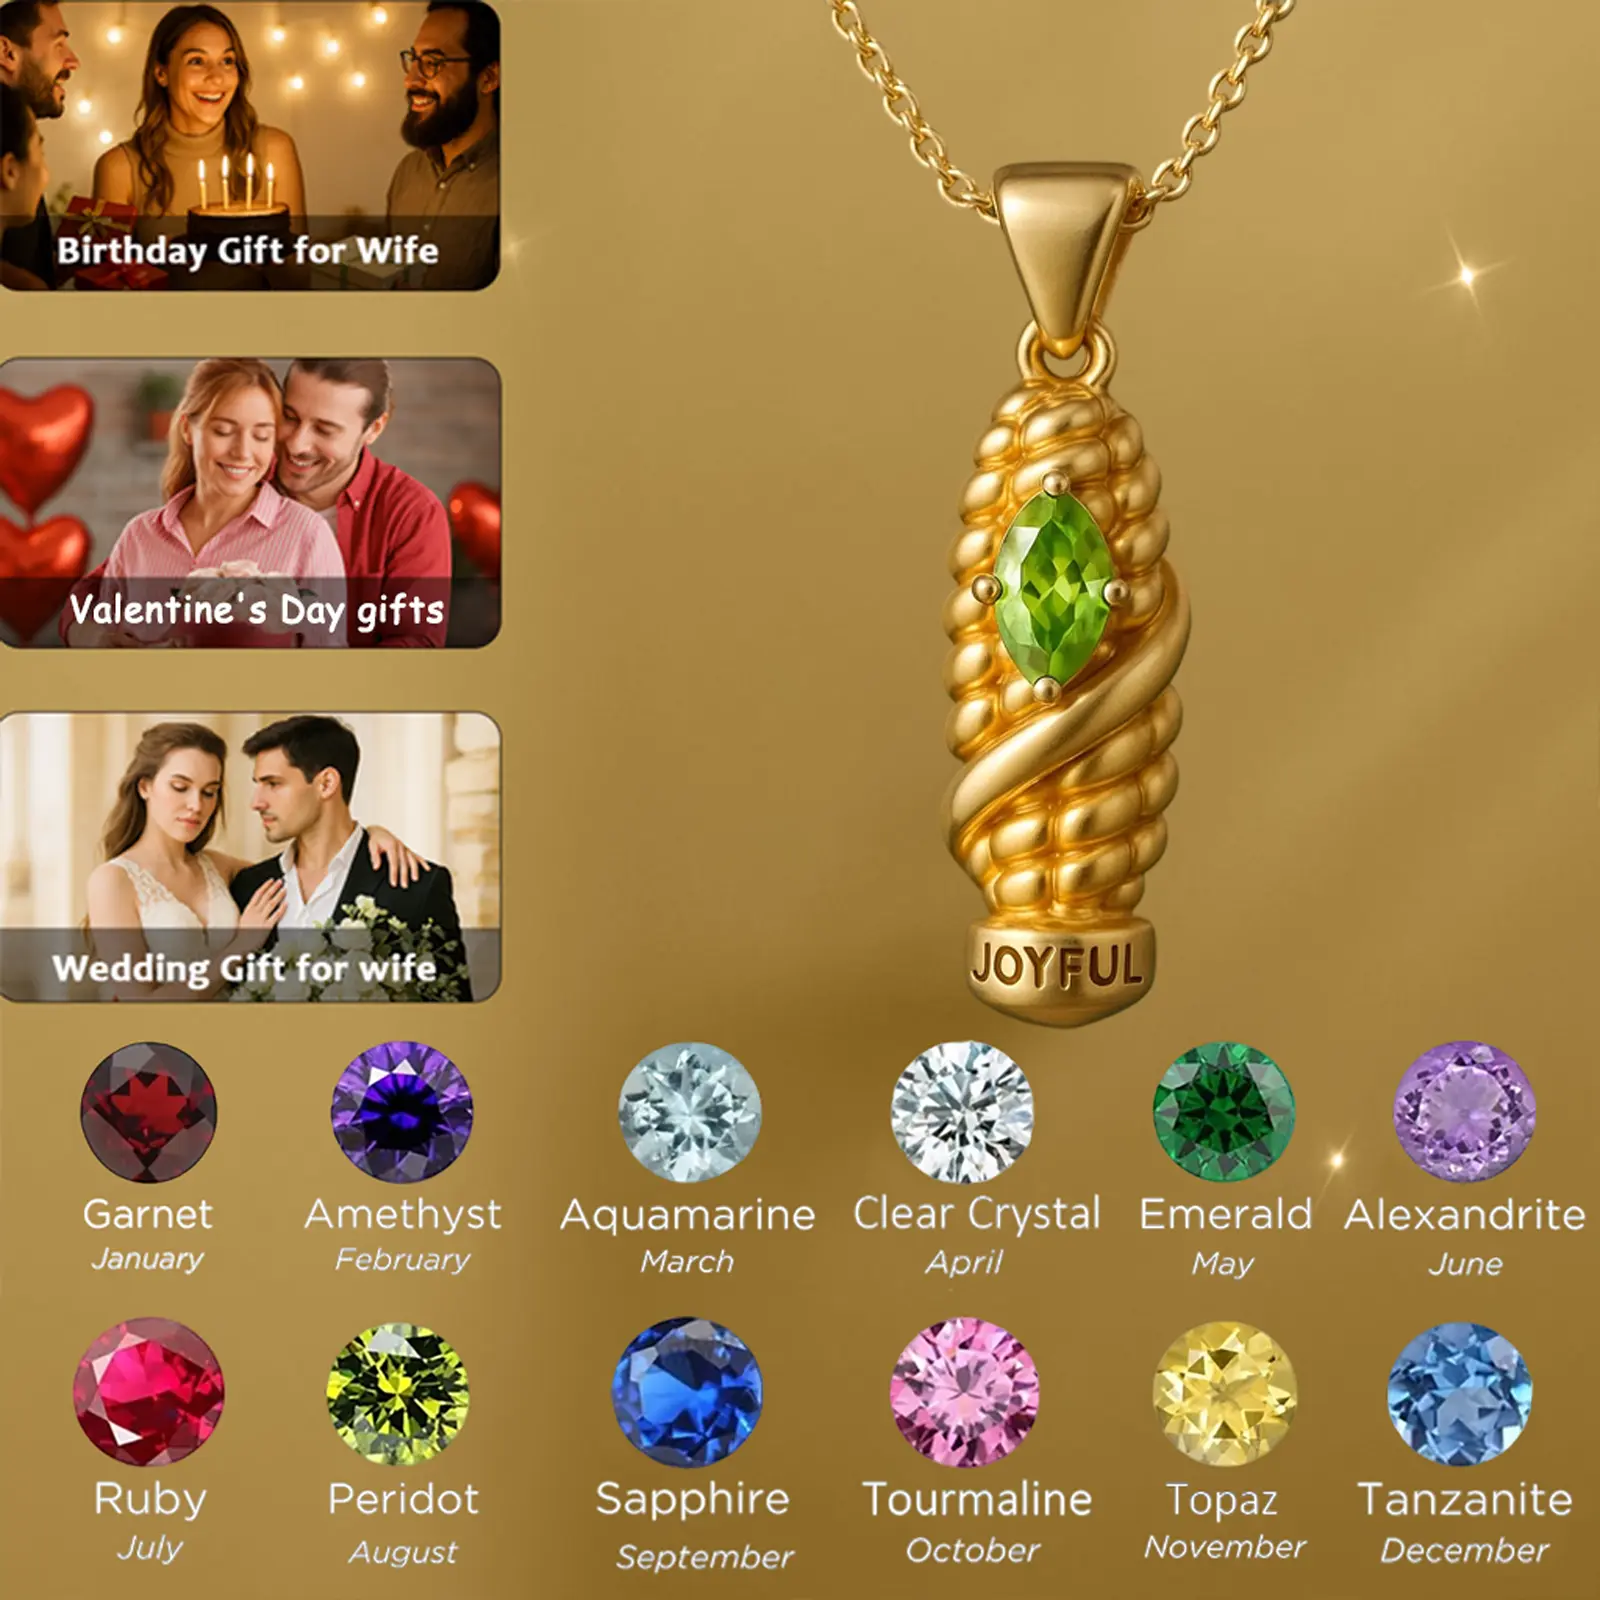 Birthday Gift for Wife
Valentine's Day gifts
Wedding Gift for wife
JOYFUL
Garnet
January
Amethyst
February
Aquamarine
March
Clear Crystal
April
Emerald
May
Alexandrite
June
Ruby
July
Peridot
August
Sapphire
September
Tourmaline
October
Topaz
November
Tanzanite
December